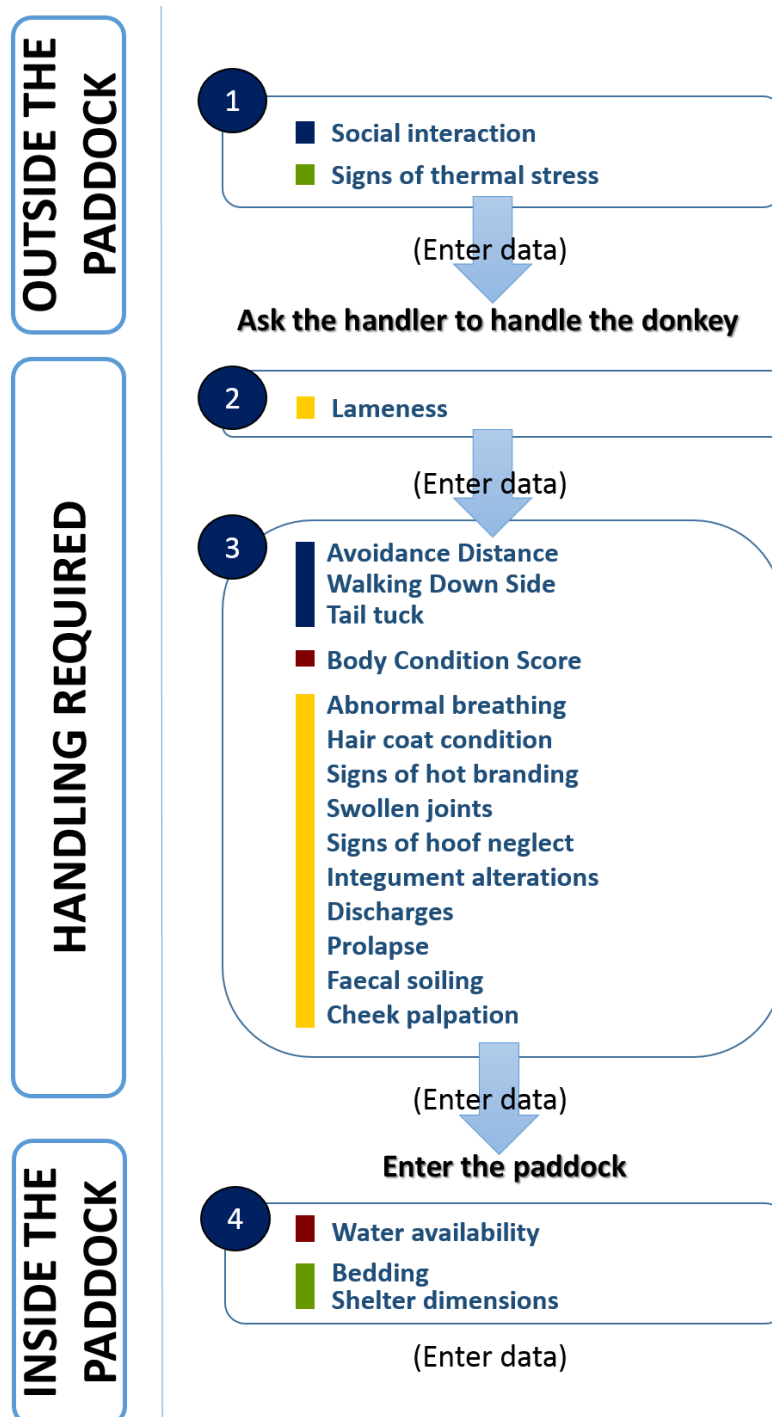 OUTSIDE THE
PADDOCK
1
Social interaction
Signs of thermal stress
(Enter data)
Ask the handler to handle the donkey
HANDLING REQUIRED
2
Lameness
(Enter data)
3
Avoidance Distance
Walking Down Side
Tail tuck
Body Condition Score
Abnormal breathing
Hair coat condition
Signs of hot branding
Swollen joints
Signs of hoof neglect
Integument alterations
Discharges
Prolapse
Faecal soiling
Cheek palpation
(Enter data)
Enter the paddock
INSIDE THE
PADDOCK
4
Water availability
Bedding
Shelter dimensions
(Enter data)